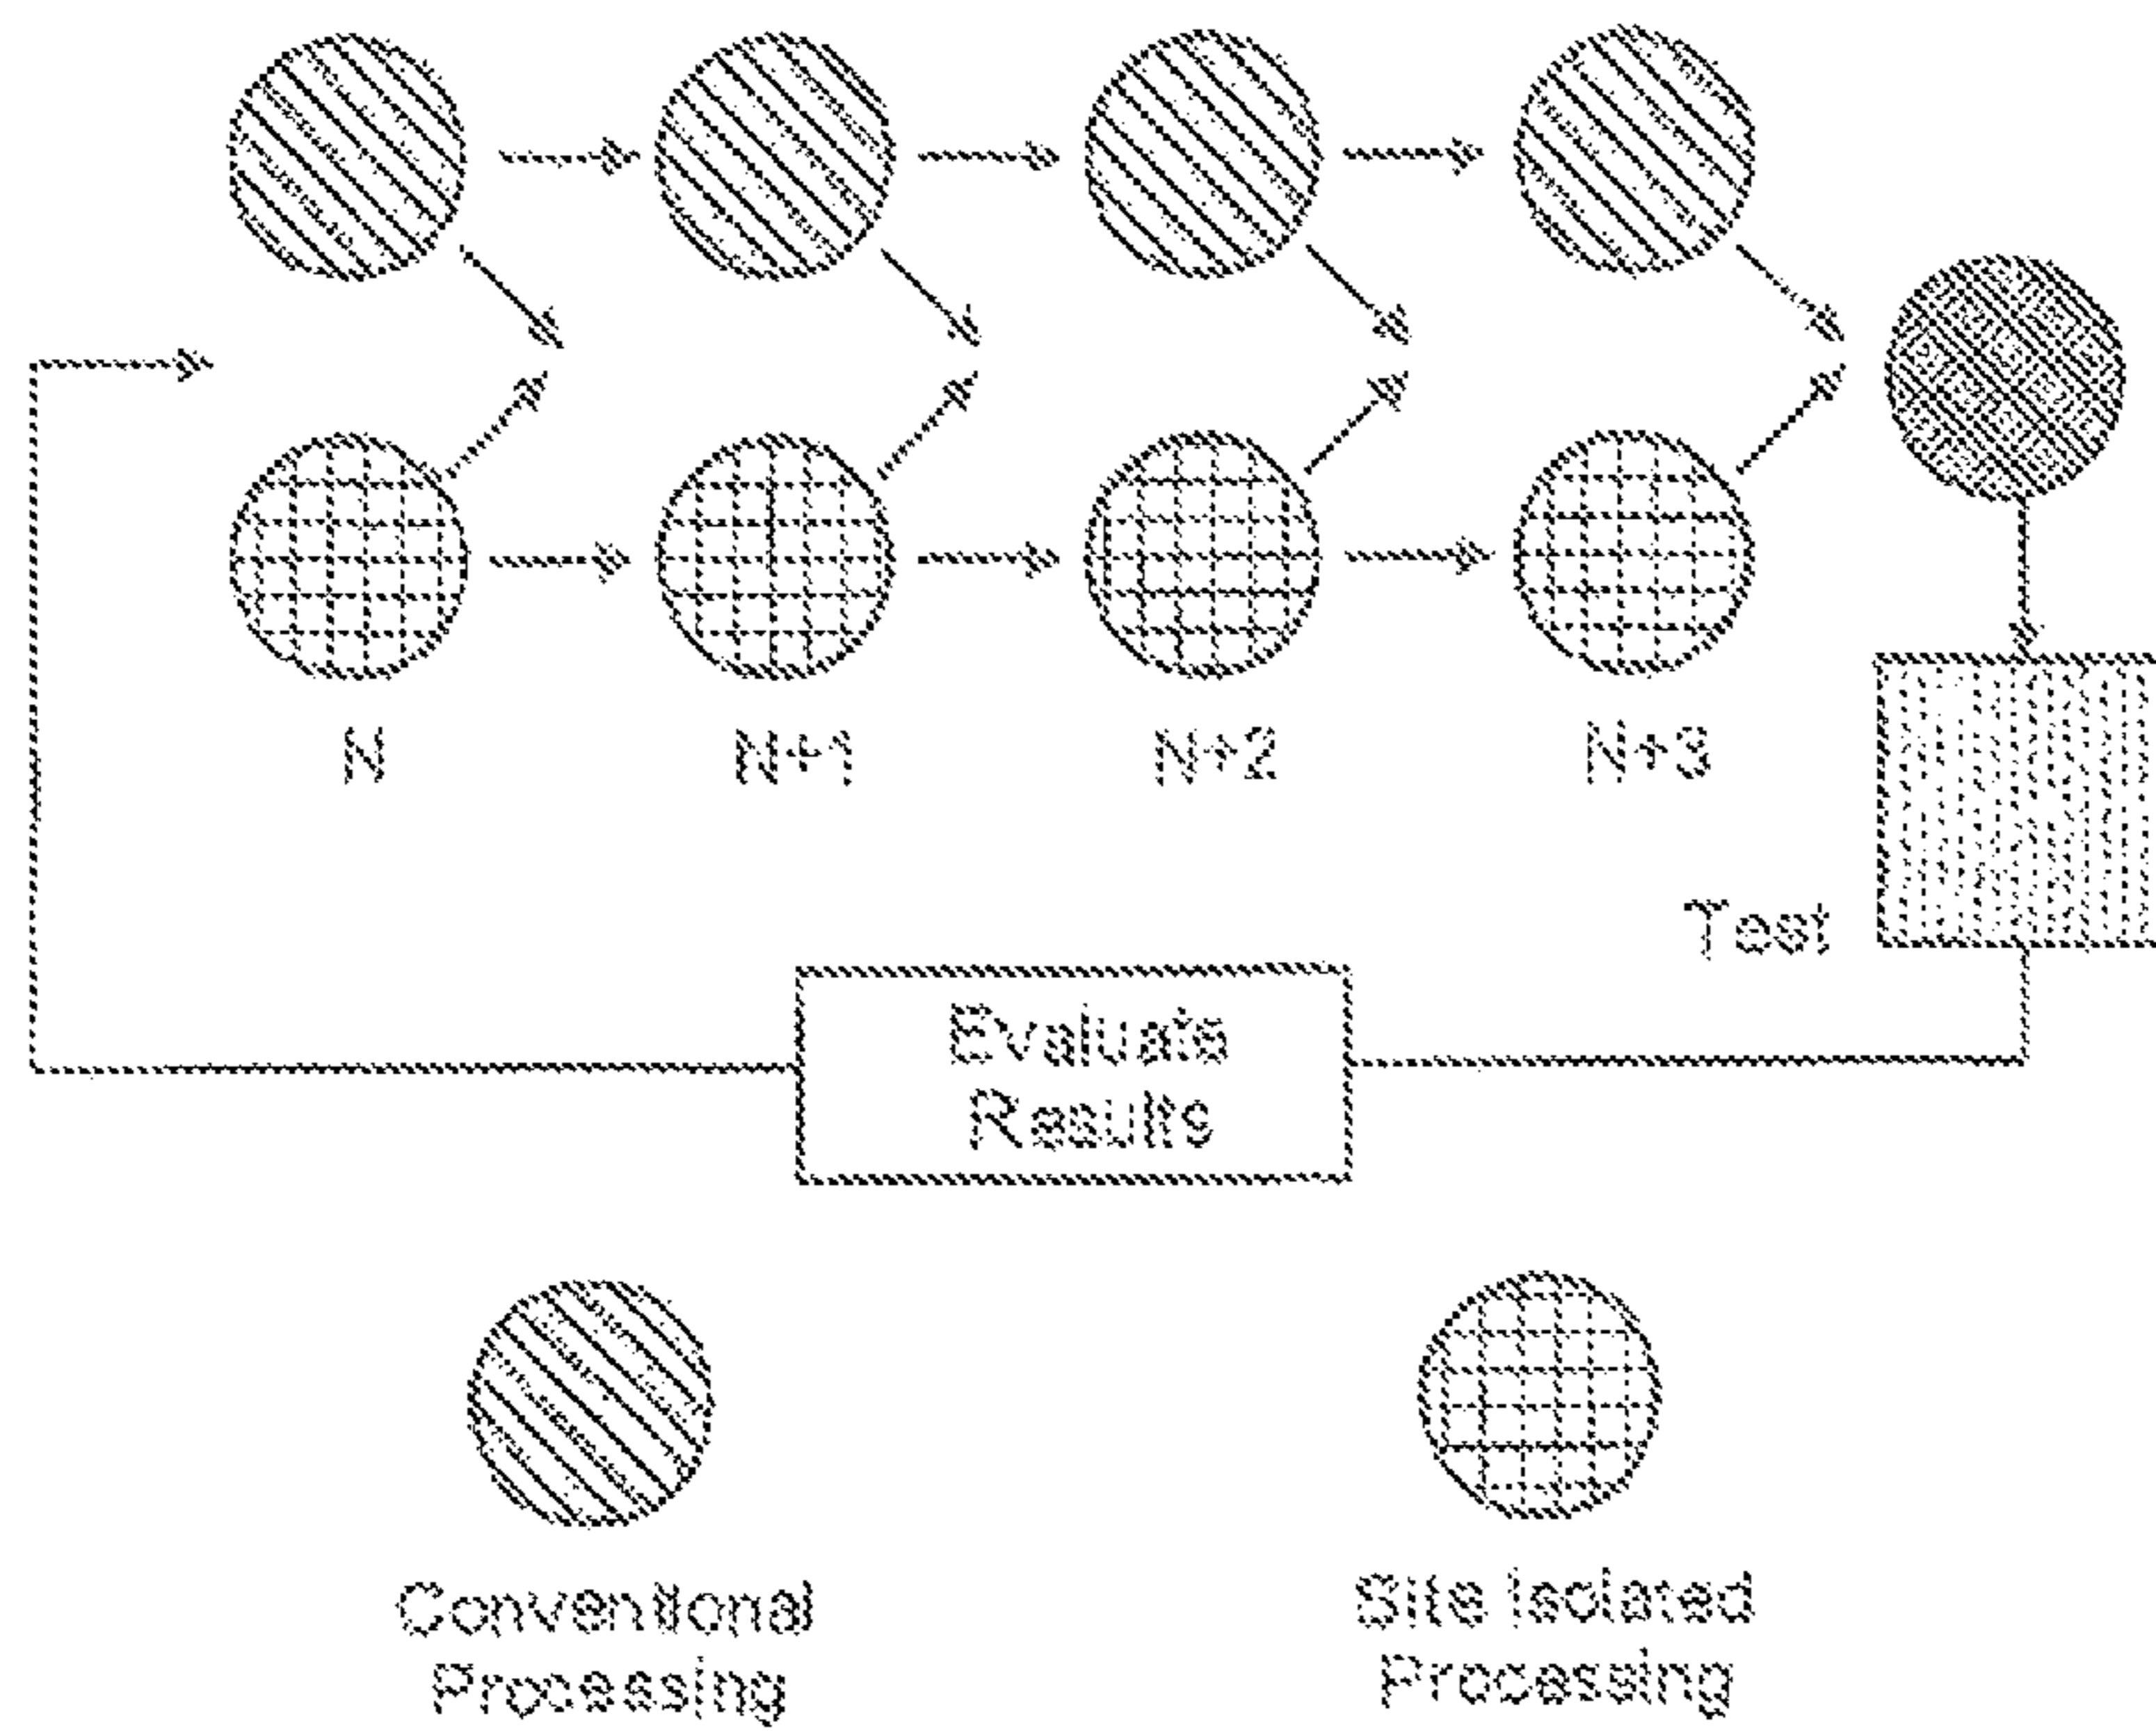 N
N+1
N+2
N+3
Test
Evaluate
Results
Conventional
Processing
Site Isolated
Processing